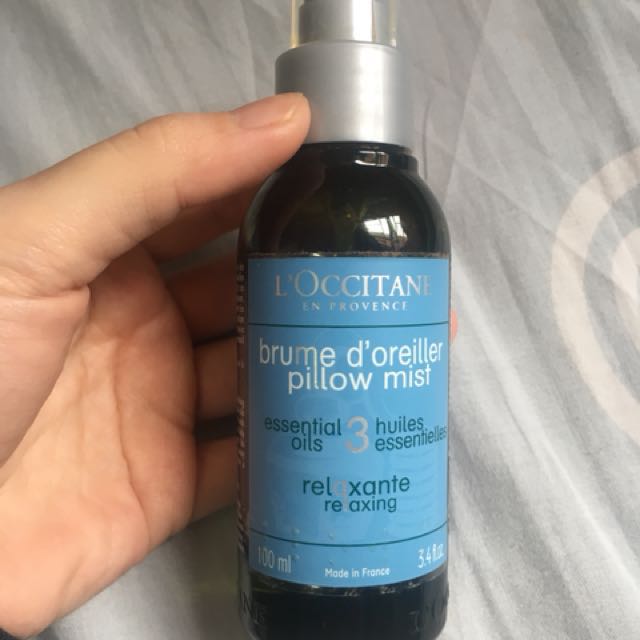 L'OCCITANE
EN PROVENCE
brume d'oreiller
pillow mist
essential 3 huiles
oils essentielles
relaxante
relaxing
100 ml 3.4 fl.oz.
Made in France